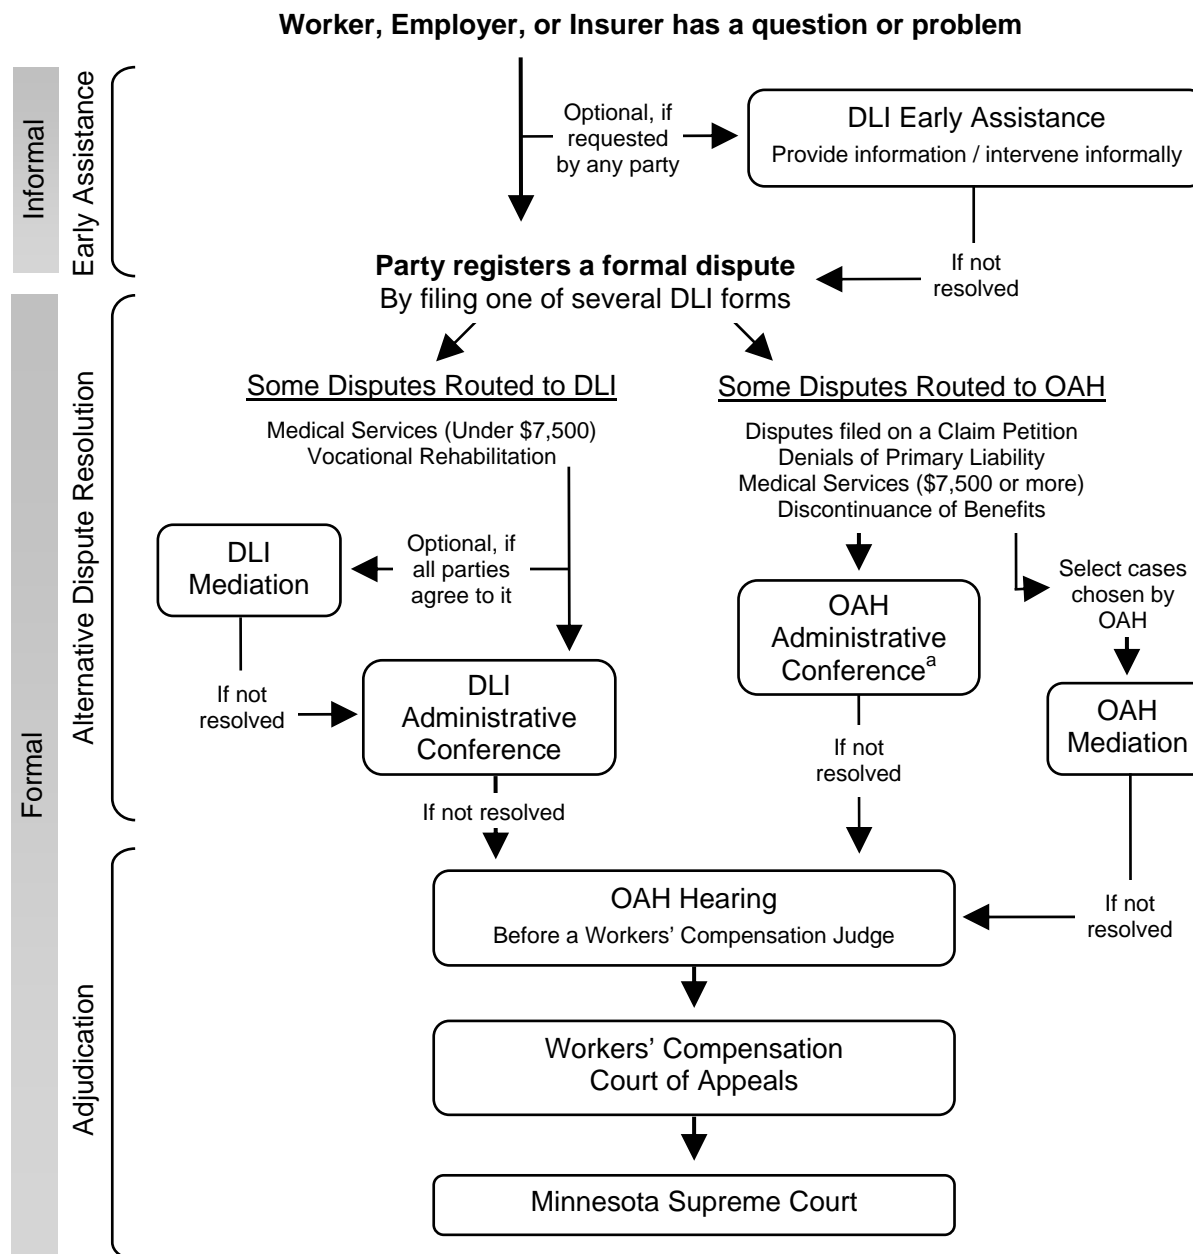 Worker, Employer, or Insurer has a question or problem
Informal
Early Assistance
Optional, if
requested
by any party
DLI Early Assistance
Provide information / intervene informally
If not
resolved
Party registers a formal dispute
By filing one of several DLI forms
Formal
Alternative Dispute Resolution
Some Disputes Routed to DLI
Medical Services (Under $7,500)
Vocational Rehabilitation
Some Disputes Routed to OAH
Disputes filed on a Claim Petition
Denials of Primary Liability
Medical Services ($7,500 or more)
Discontinuance of Benefits
DLI
Mediation
Optional, if
all parties
agree to it
If not
resolved
DLI
Administrative
Conference
If not resolved
OAH
Administrative
Conferenceᵃ
If not
resolved
Select cases
chosen by
OAH
OAH
Mediation
If not
resolved
Adjudication
OAH Hearing
Before a Workers’ Compensation Judge
Workers’ Compensation
Court of Appeals
Minnesota Supreme Court